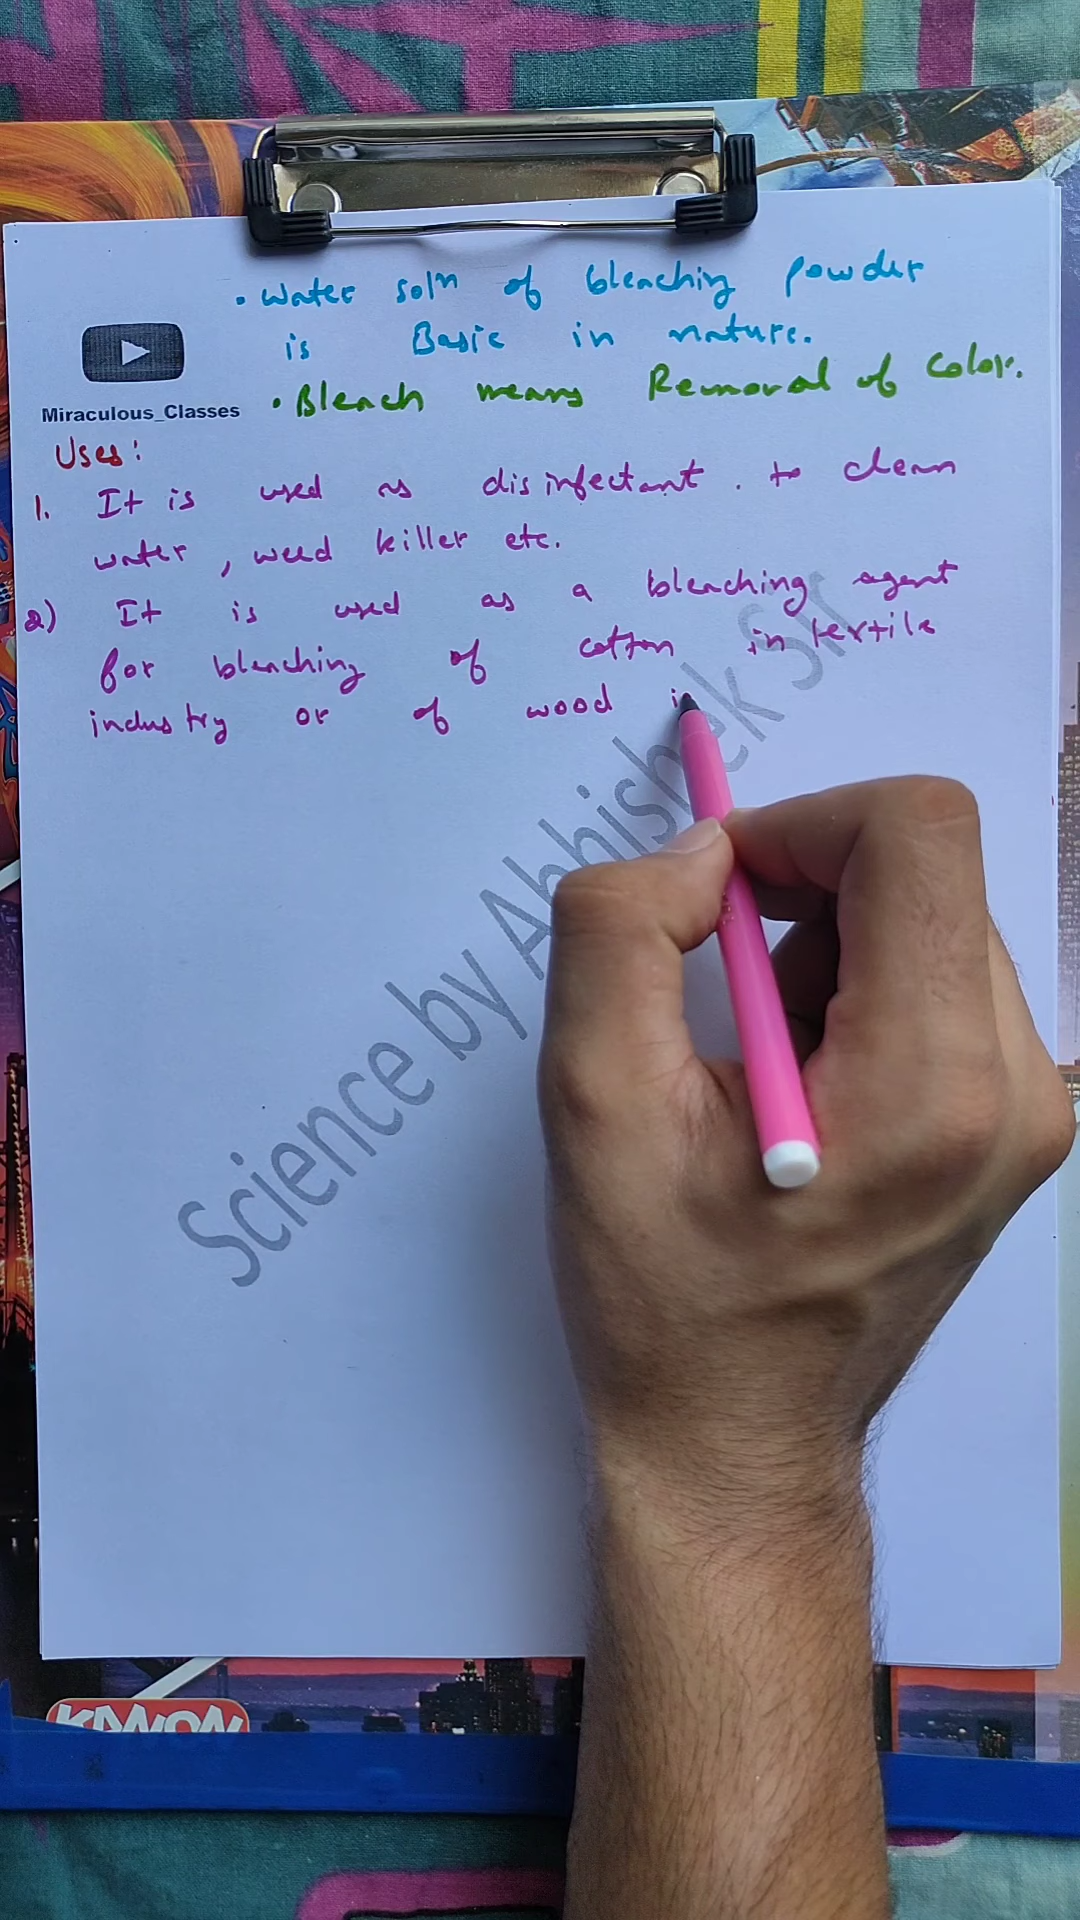 • Water solⁿ of bleaching powder
is Basic in nature.
• Bleach means Removal of Color.
Miraculous_Classes
Uses:
1. It is used as disinfectant. to clean
water, weed killer etc.
2) It is used as a bleaching agent
for bleaching of cotton in textile
industry or of wood i
Science by Abhishek Sir
KANON